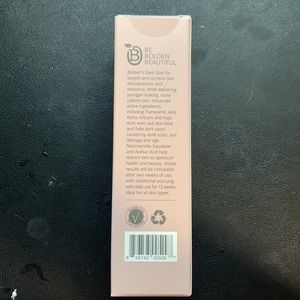 BE
BOLDEN
BEAUTIFUL
Bolden's Dark Spot Fix
targets and corrects skin
discolorations and
melasma, while delivering
younger-looking, more
radiant skin. Advanced
active ingredients,
including Tranexamic Acid,
Alpha Arbutin and Kojic
Acid, even out skin tone
and fade dark spots
caused by acne scars, sun
damage and age.
Niacinamide, Squalane
and Azelaic Acid help
restore skin to optimum
health and beauty. Visible
results will be noticeable
after two weeks of use,
with additional accruing
with daily use for 12 weeks.
Ideal for all skin types.